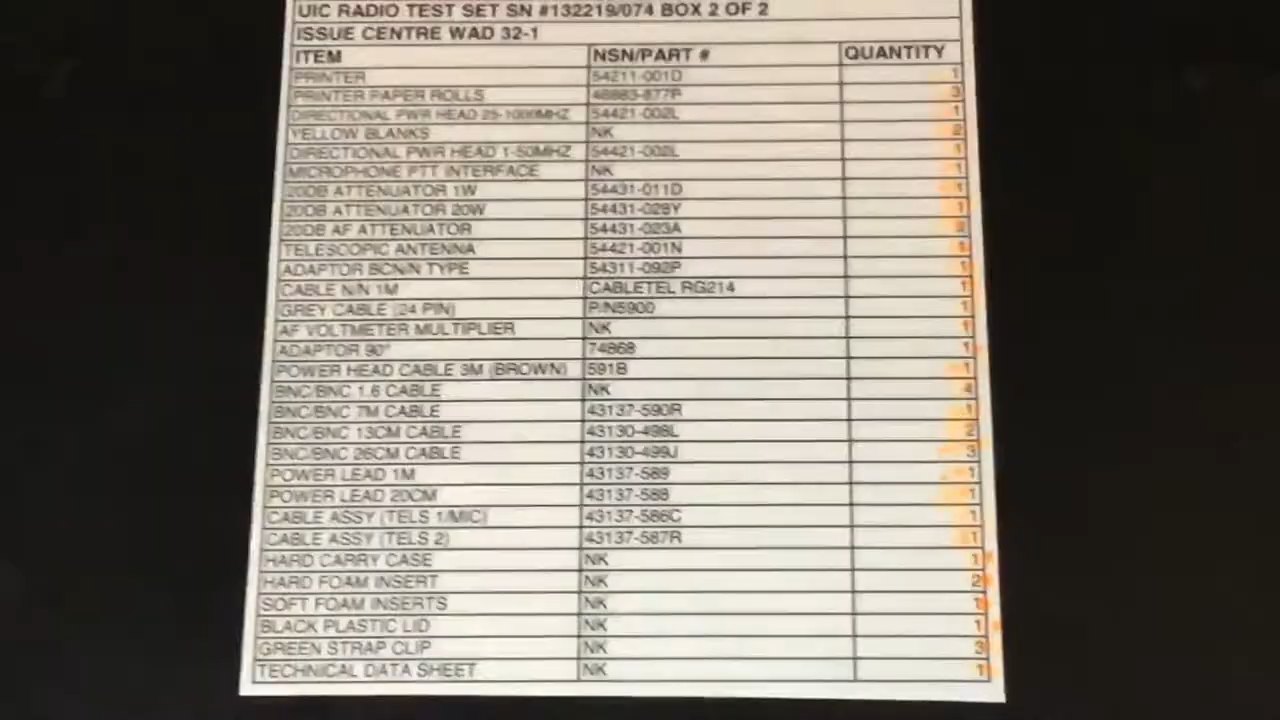 UIC RADIO TEST SET SN #132219/074 BOX 2 OF 2
ISSUE CENTRE WAD 32-1
ITEM NSN/PART # QUANTITY
PRINTER 54211-001D 1
PRINTER PAPER ROLLS 46883-877P 3
DIRECTIONAL PWR HEAD 25-1000MHZ 54421-002L 1
YELLOW BLANKS NK 2
DIRECTIONAL PWR HEAD 1-50MHZ 54421-002L 1
MICROPHONE PTT INTERFACE NK 1
20DB ATTENUATOR 1W 54431-011D 1
20DB ATTENUATOR 20W 54431-028Y 1
20DB AF ATTENUATOR 54431-023A 2
TELESCOPIC ANTENNA 54421-001N 1
ADAPTOR BCN/N TYPE 54311-092P 1
CABLE N/N 1M CABLETEL RG214 1
GREY CABLE (24 PIN) P/N5900 1
AF VOLTMETER MULTIPLIER NK 1
ADAPTOR 90° 74868 1
POWER HEAD CABLE 3M (BROWN) 591B 1
BNC/BNC 1.6 CABLE NK 4
BNC/BNC 7M CABLE 43137-590R 1
BNC/BNC 13CM CABLE 43130-498L 2
BNC/BNC 26CM CABLE 43130-499J 3
POWER LEAD 1M 43137-589 1
POWER LEAD 20CM 43137-588 1
CABLE ASSY (TELS 1/MIC) 43137-586C 1
CABLE ASSY (TELS 2) 43137-587R 1
HARD CARRY CASE NK 1
HARD FOAM INSERT NK 2
SOFT FOAM INSERTS NK 1
BLACK PLASTIC LID NK 1
GREEN STRAP CLIP NK 3
TECHNICAL DATA SHEET NK 1